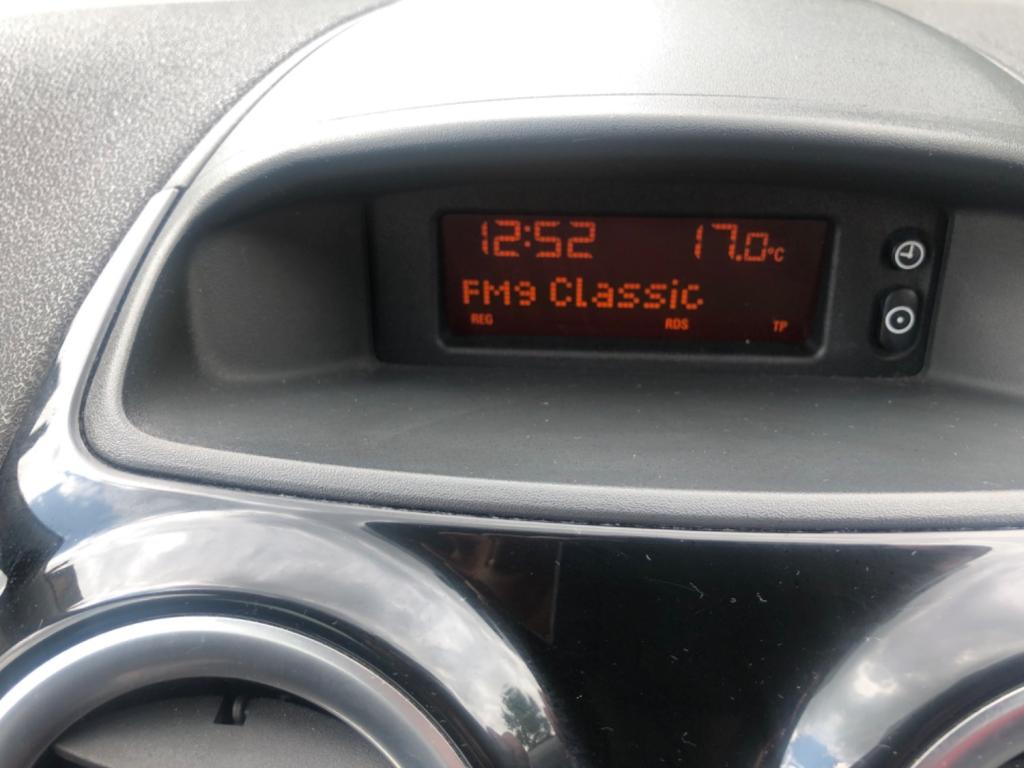 12:52 17.0°C
FM9 Classic
REG RDS TP